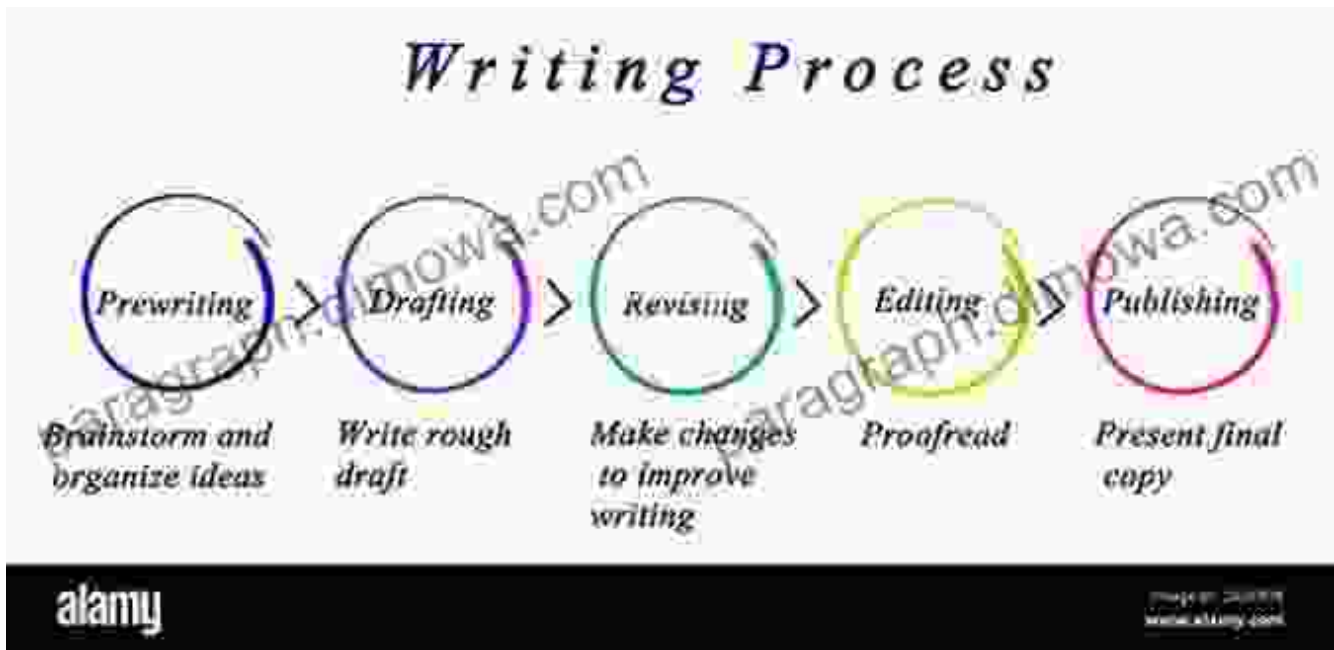 Writing Process
Prewriting > Drafting > Revising > Editing > Publishing
Brainstorm and
organize ideas
Write rough
draft
Make changes
to improve
writing
Proofread
Present final
copy
paragraph.dimowa.com
paragraph.dimowa.com
alamy
www.alamy.com